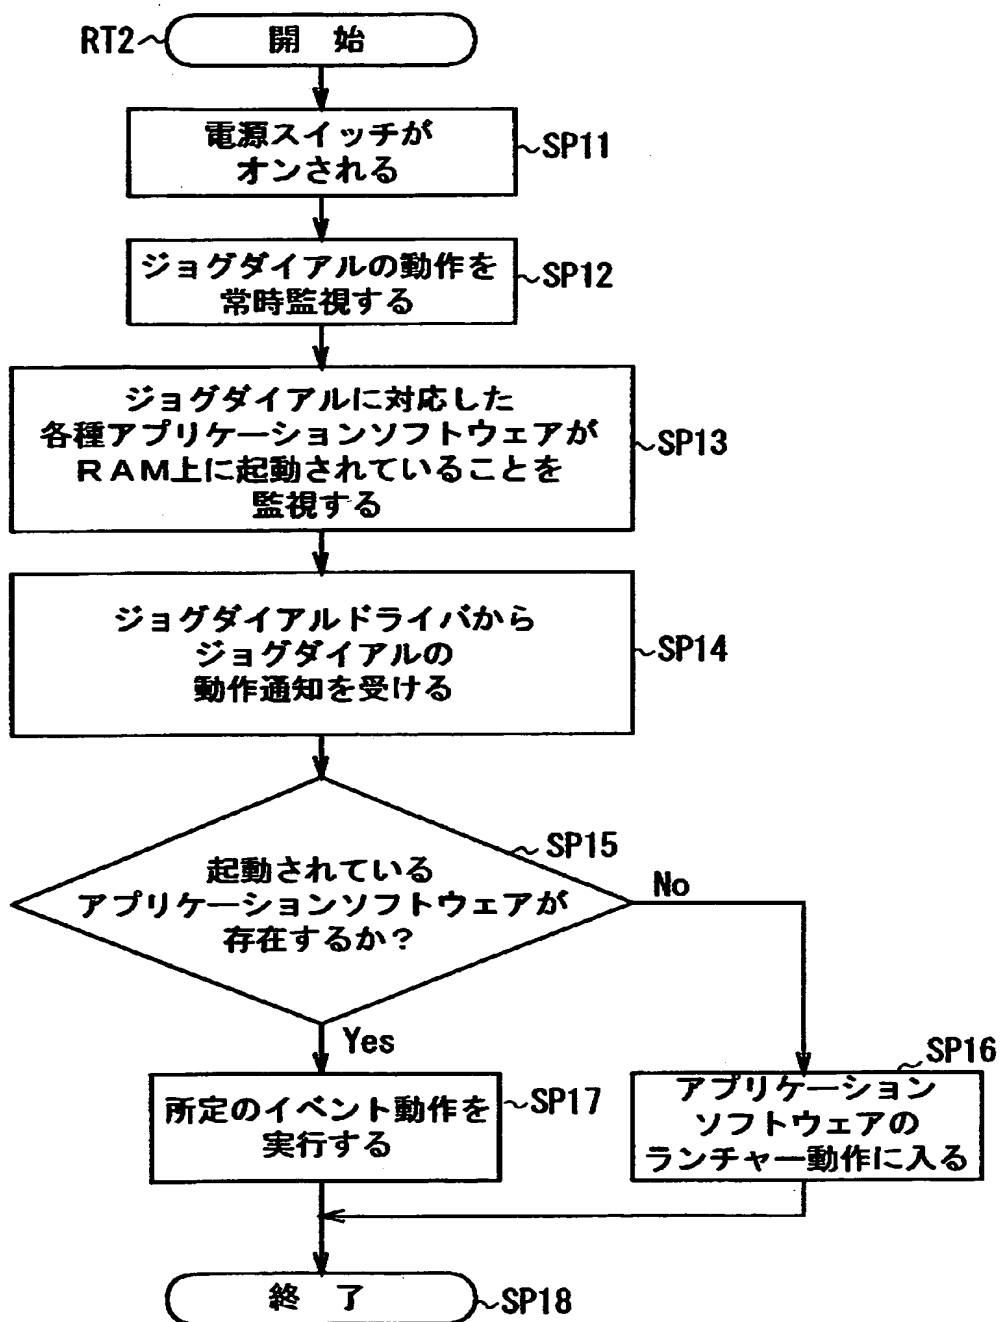 RT2
開 始
電源スイッチが
オンされる
SP11
ジョグダイアルの動作を
常時監視する
SP12
ジョグダイアルに対応した
各種アプリケーションソフトウェアが
RAM上に起動されていることを
監視する
SP13
ジョグダイアルドライバから
ジョグダイアルの
動作通知を受ける
SP14
SP15
起動されている
アプリケーションソフトウェアが
存在するか?
No
Yes
SP16
アプリケーション
ソフトウェアの
ランチャー動作に入る
所定のイベント動作を
実行する
SP17
終 了
SP18